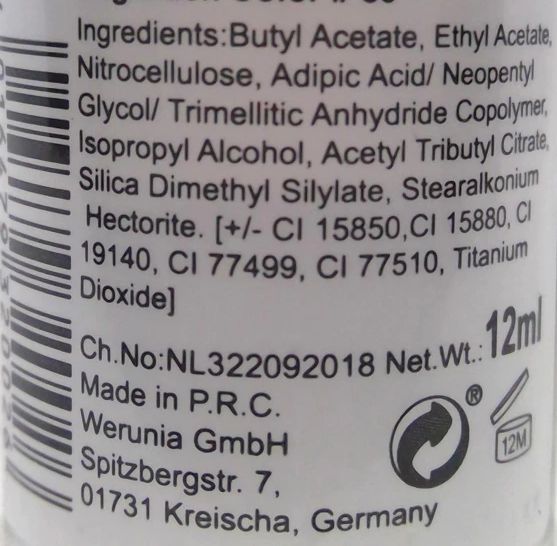 Ingredients:Butyl Acetate, Ethyl Acetate,
Nitrocellulose, Adipic Acid/ Neopentyl
Glycol/ Trimellitic Anhydride Copolymer,
Isopropyl Alcohol, Acetyl Tributyl Citrate,
Silica Dimethyl Silylate, Stearalkonium
Hectorite. [+/- CI 15850,CI 15880, CI
19140, CI 77499, CI 77510, Titanium
Dioxide]
Ch.No:NL322092018 Net.Wt.: 12ml
Made in P.R.C.
Werunia GmbH
Spitzbergstr. 7,
01731 Kreischa, Germany
®
12M